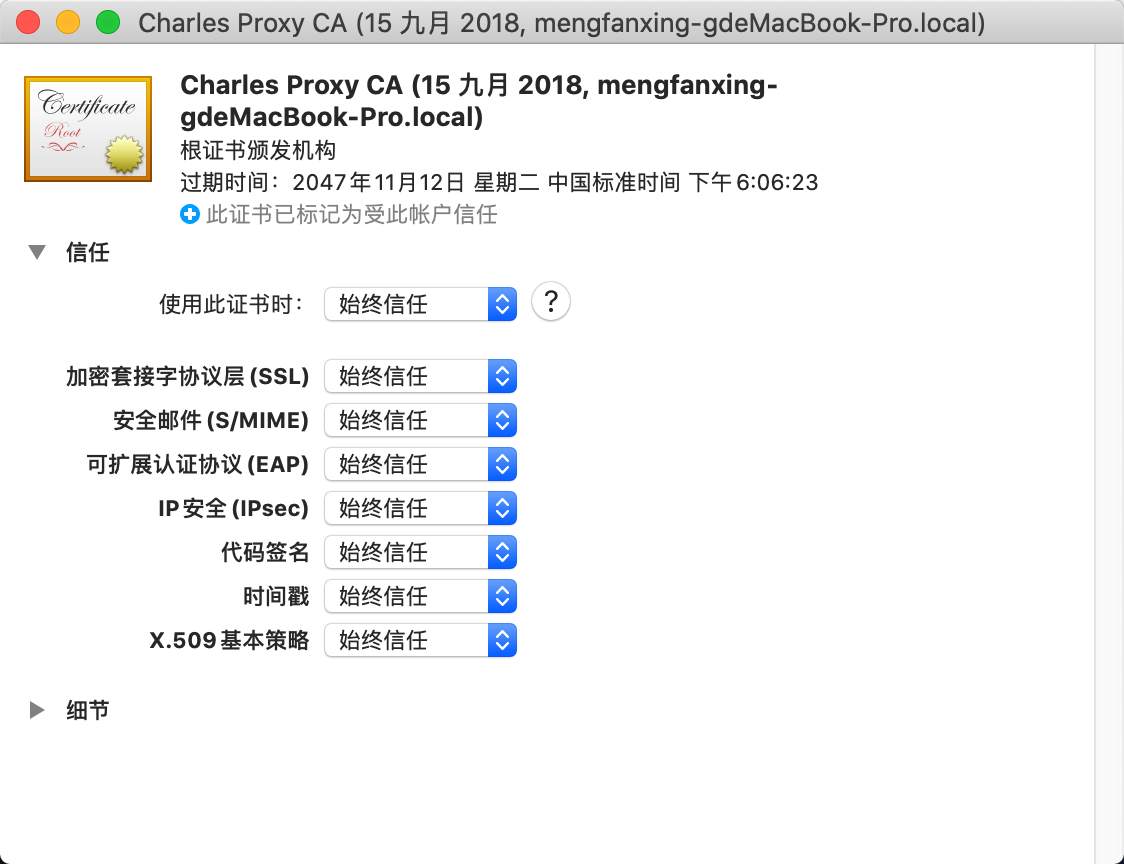 Charles Proxy CA (15 九月 2018, mengfanxing-gdeMacBook-Pro.local)
Certificate
Root
Charles Proxy CA (15 九月 2018, mengfanxing-
gdeMacBook-Pro.local)
根证书颁发机构
过期时间：2047年11月12日 星期二 中国标准时间 下午6:06:23
此证书已标记为受此帐户信任
信任
使用此证书时： 始终信任 ?
加密套接字协议层 (SSL) 始终信任
安全邮件 (S/MIME) 始终信任
可扩展认证协议 (EAP) 始终信任
IP 安全 (IPsec) 始终信任
代码签名 始终信任
时间戳 始终信任
X.509 基本策略 始终信任
细节